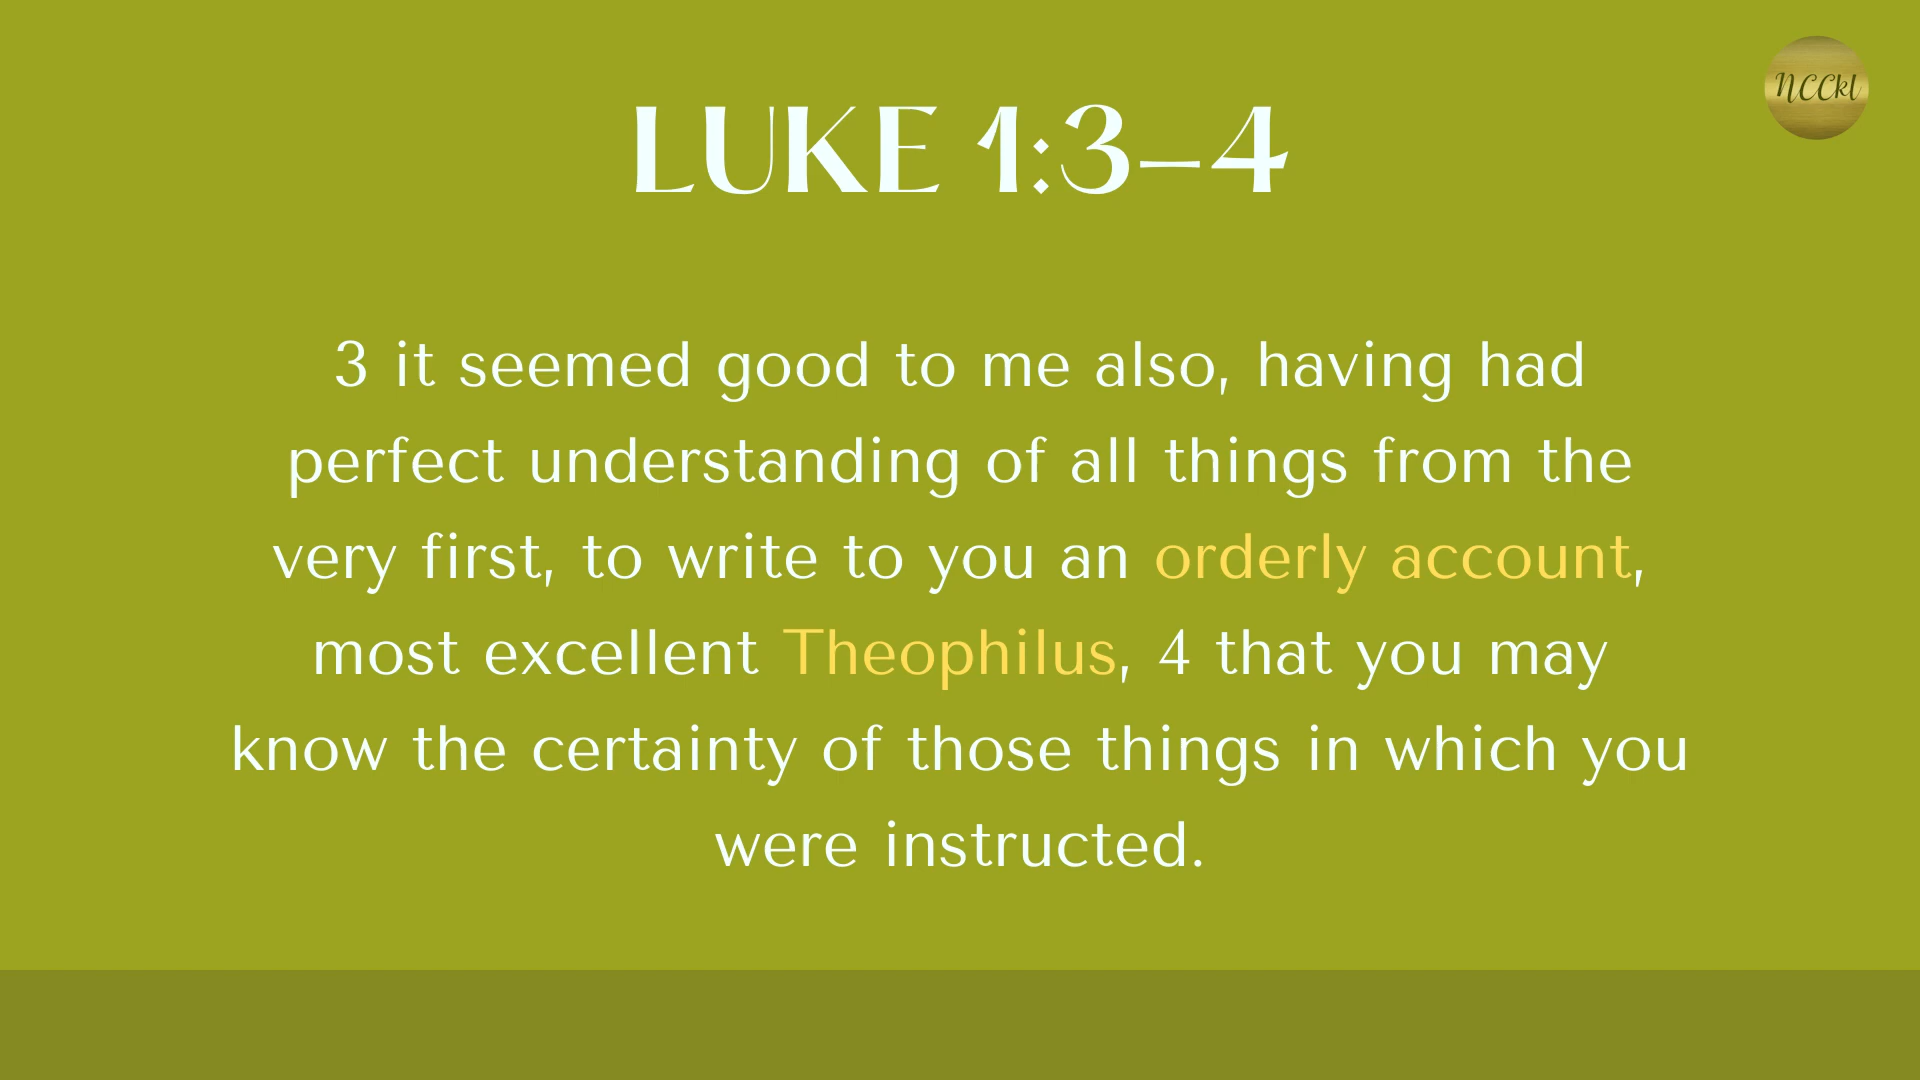 NCCkl
LUKE 1:3–4
3 it seemed good to me also, having had
perfect understanding of all things from the
very first, to write to you an orderly account,
most excellent Theophilus, 4 that you may
know the certainty of those things in which you
were instructed.